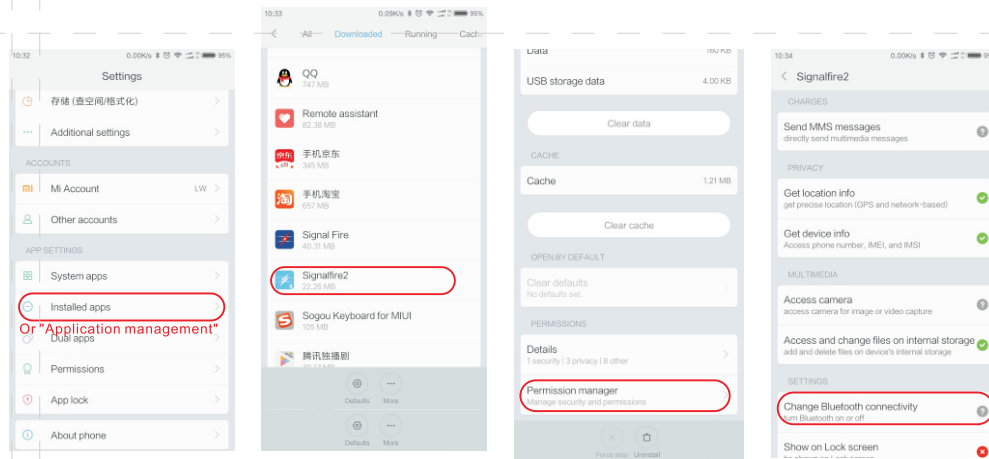 10:32
0.00K/s
95%
Settings
存储 (查空间/格式化)
Additional settings
ACCOUNTS
Mi Account
LW
Other accounts
APP SETTINGS
System apps
Installed apps
Or "Application management"
Dual apps
Permissions
App lock
About phone
10:33
0.09K/s
95%
All Downloaded Running Cach
QQ
747 MB
Remote assistant
82.38 MB
手机京东
345 MB
手机淘宝
657 MB
Signal Fire
40.31 MB
Signalfire2
22.26 MB
Sogou Keyboard for MIUI
105 MB
腾讯独播剧
Defaults More
Defaults More
Data
160 KB
USB storage data
4.00 KB
Clear data
CACHE
Cache
1.21 MB
Clear cache
OPEN BY DEFAULT
Clear defaults
No defaults set.
PERMISSIONS
Details
1 security | 3 privacy | 8 other
Permission manager
Manage security and permissions
Force stop Uninstall
10:34
0.00K/s
Signalfire2
CHARGES
Send MMS messages
directly send multimedia messages
PRIVACY
Get location info
get precise location (GPS and network-based)
Get device info
Access phone number, IMEI, and IMSI
MULTIMEDIA
Access camera
access camera for image or video capture
Access and change files on internal storage
add and delete files on device's internal storage
SETTINGS
Change Bluetooth connectivity
turn Bluetooth on or off
Show on Lock screen